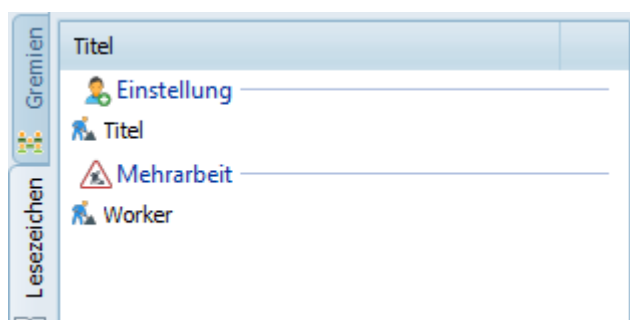 Gremien
Lesezeichen
Titel
Einstellung
Titel
Mehrarbeit
Worker